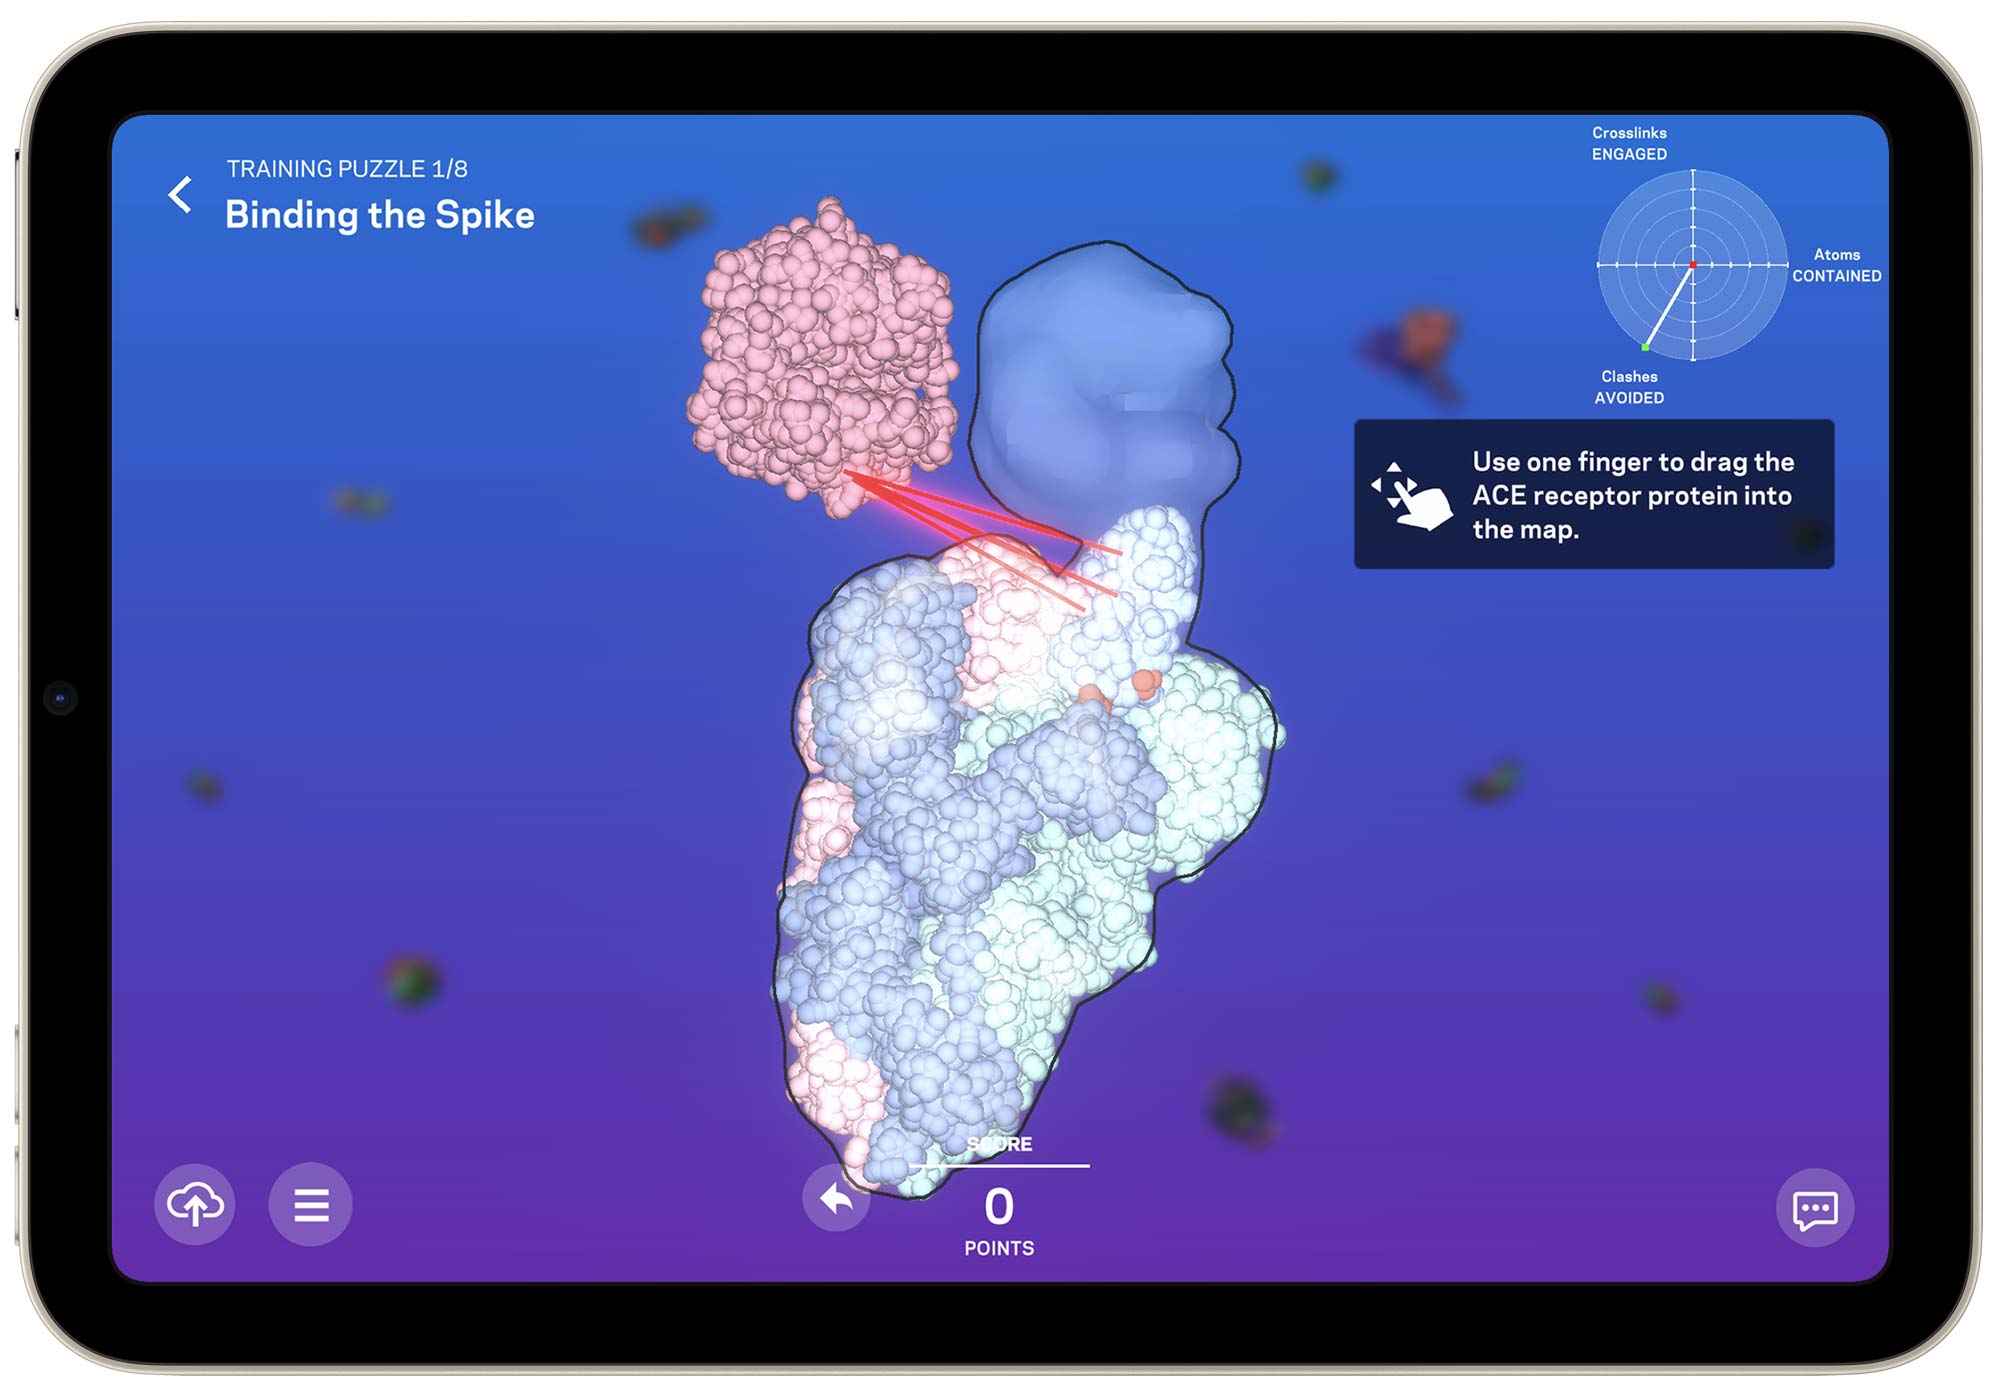 TRAINING PUZZLE 1/8
Binding the Spike
Crosslinks
ENGAGED
Atoms
CONTAINED
Clashes
AVOIDED
Use one finger to drag the
ACE receptor protein into
the map.
SCORE
0
POINTS